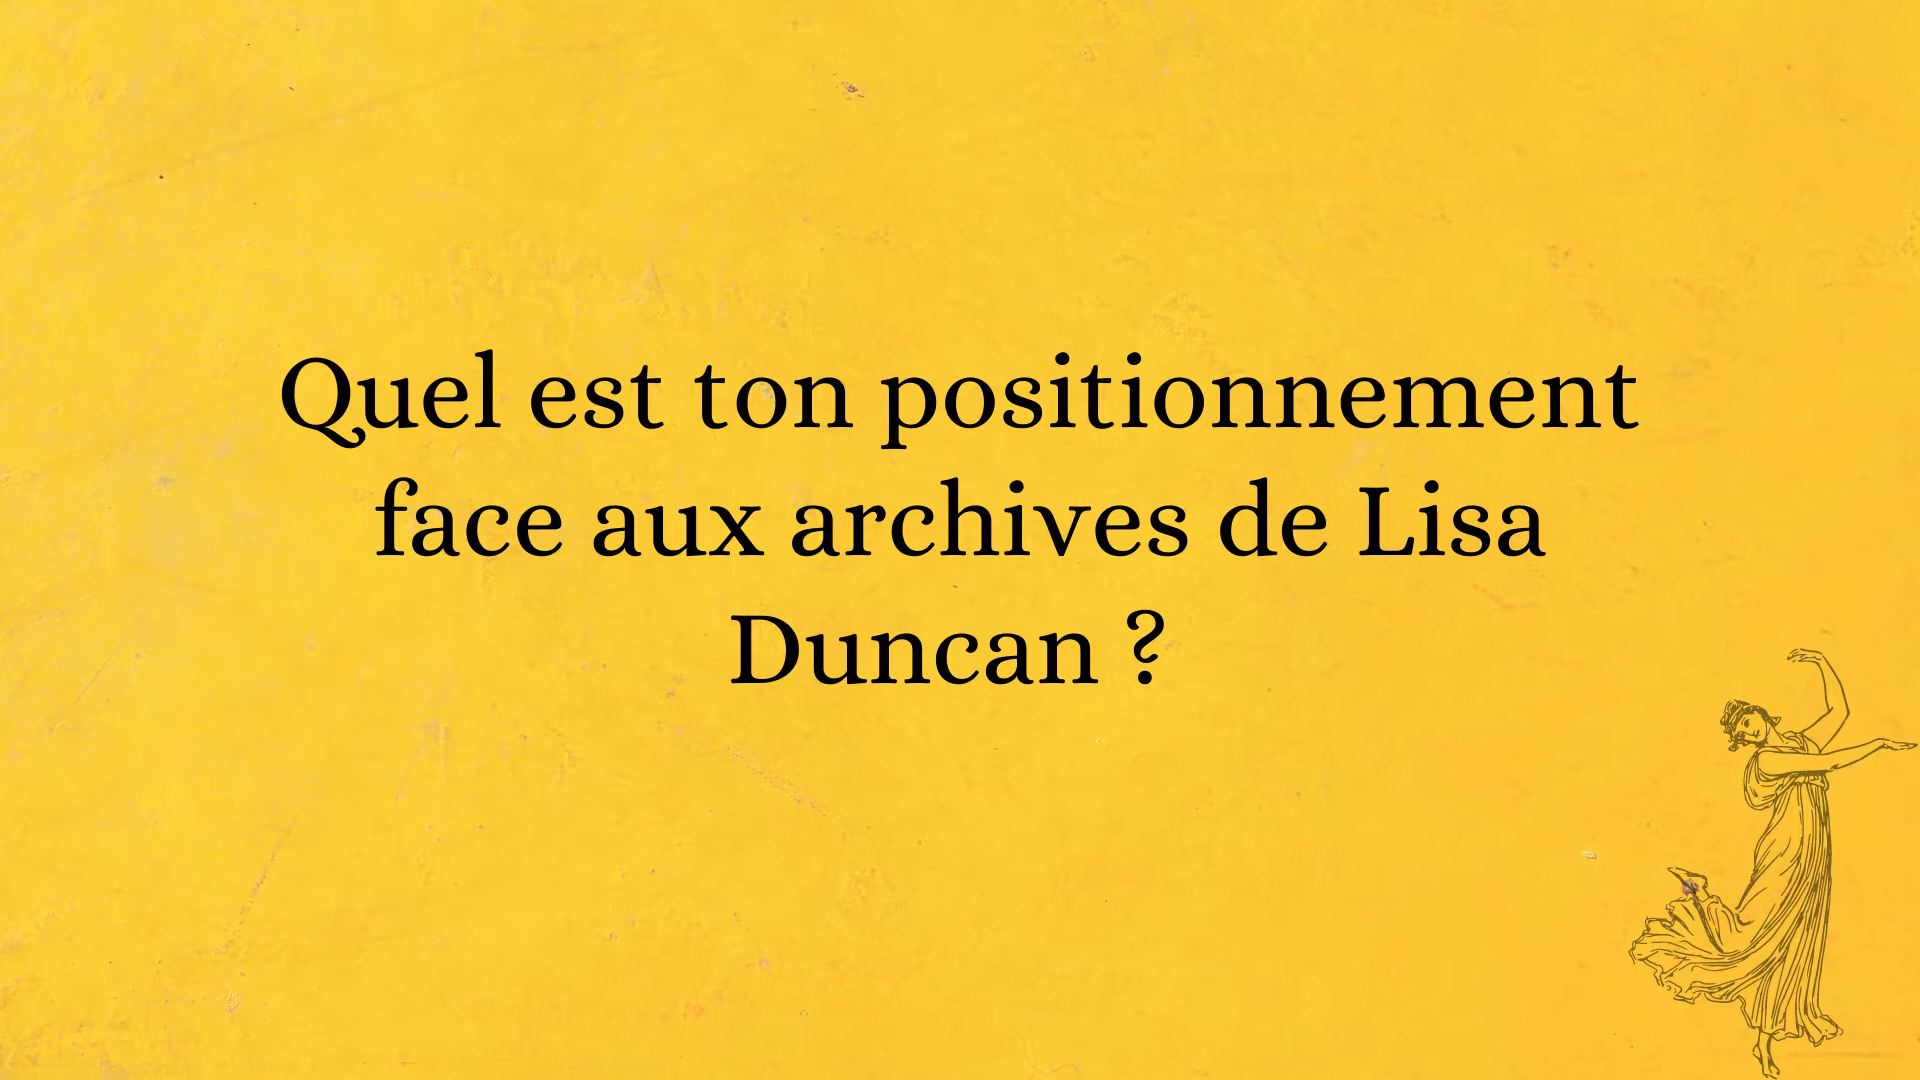 Quel est ton positionnement
face aux archives de Lisa
Duncan ?